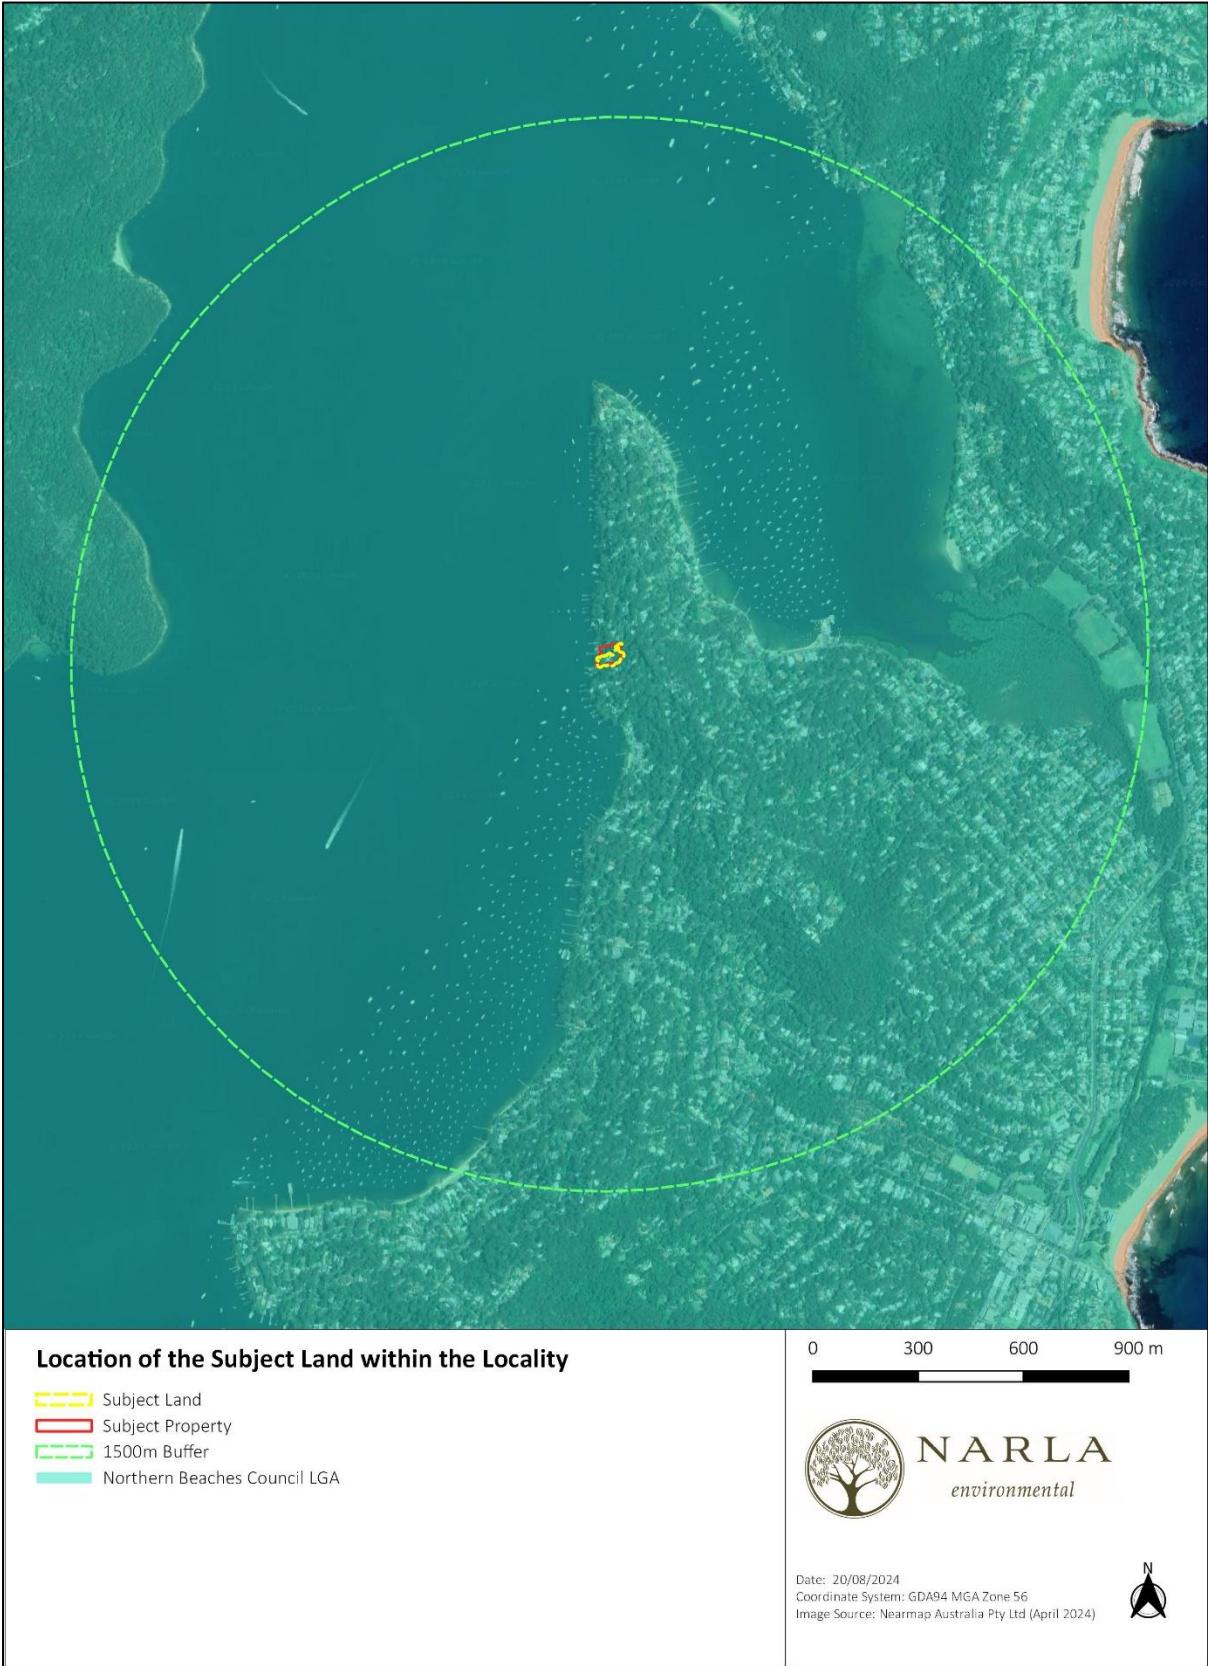 Location of the Subject Land within the Locality
Subject Land
Subject Property
1500m Buffer
Northern Beaches Council LGA
0 300 600 900 m
NARLA
environmental
Date: 20/08/2024
Coordinate System: GDA94 MGA Zone 56
Image Source: Nearmap Australia Pty Ltd (April 2024)
N